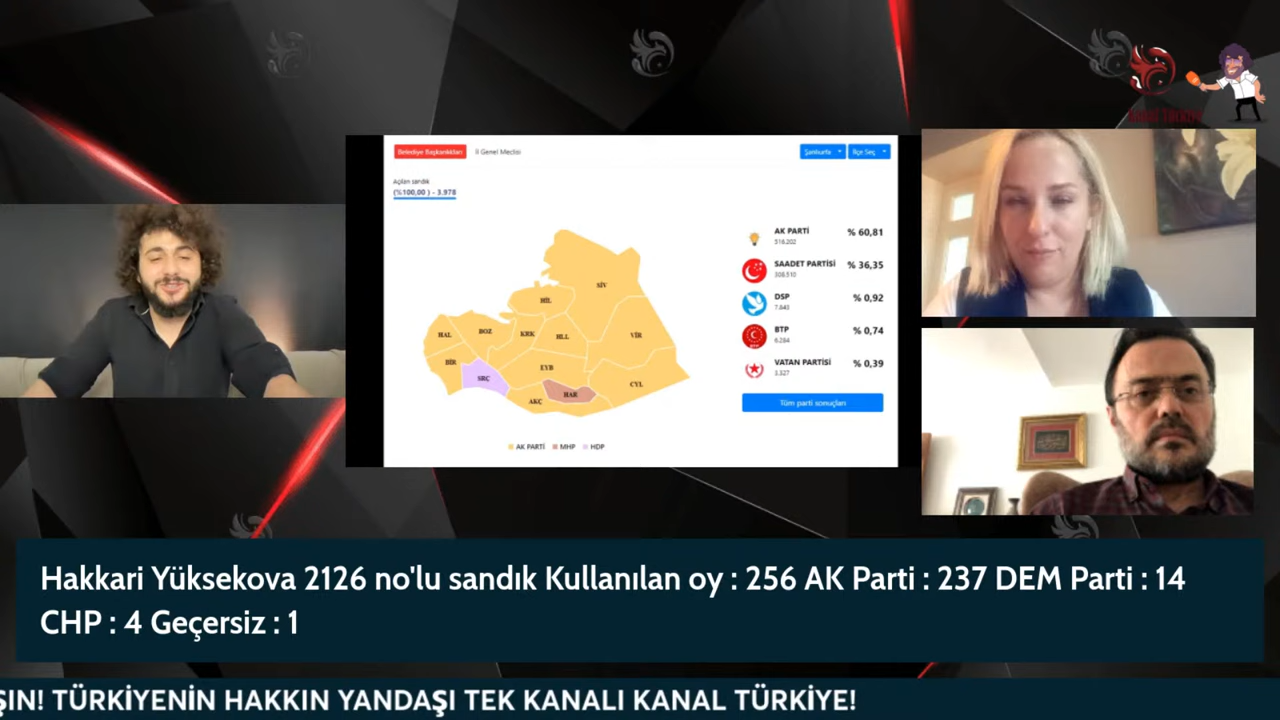 Belediye Başkanlıkları
İl Genel Meclisi
Şanlıurfa
İlçe Seç
Açılan sandık
(%100,00 ) - 3.978
AK PARTİ % 60,81
516.202
SAADET PARTİSİ % 36,35
308.510
DSP % 0,92
7.640
BTP % 0,74
6.284
VATAN PARTİSİ % 0,39
3.327
Tüm parti sonuçları
SİV
HİL
HAL
BOZ
KRK
HLL
VİR
BİR
SRÇ
EYB
AKÇ
HAR
CYL
AK PARTİ MHP HDP
Hakkari Yüksekova 2126 no'lu sandık Kullanılan oy : 256 AK Parti : 237 DEM Parti : 14
CHP : 4 Geçersiz : 1
ŞIN! TÜRKİYENİN HAKKIN YANDAŞI TEK KANALI KANAL TÜRKİYE!